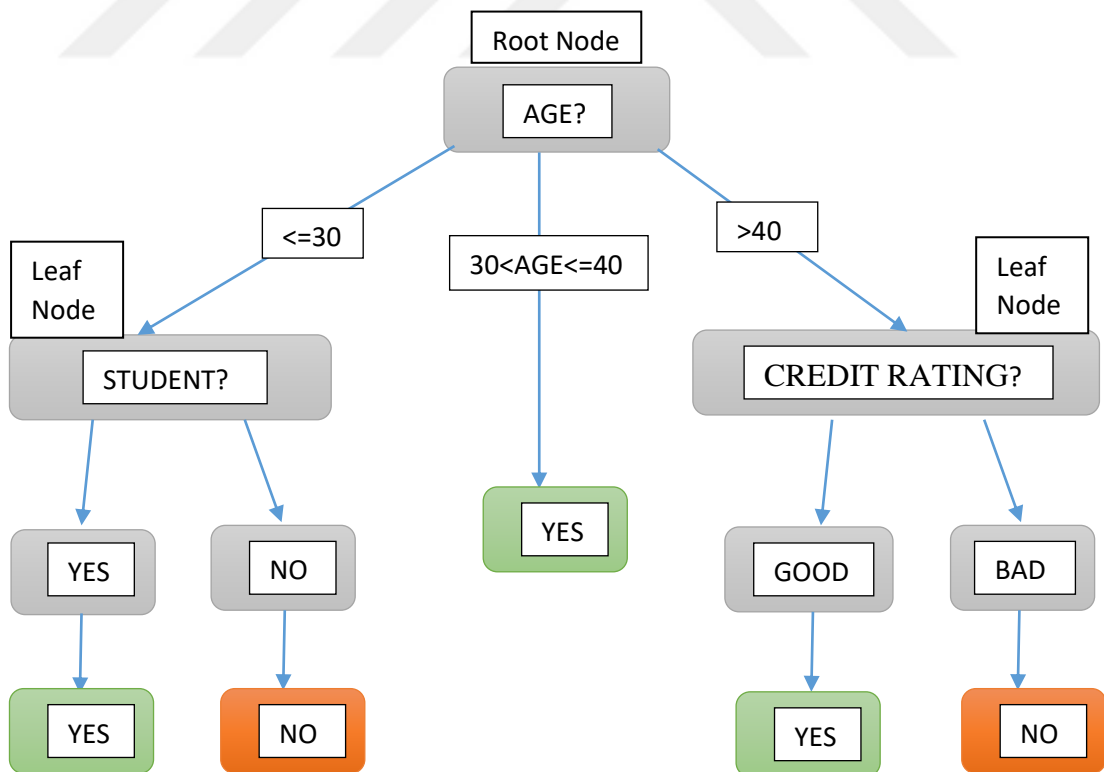 Root Node
AGE?
<=30
30<AGE<=40
>40
Leaf
Node
Leaf
Node
STUDENT?
CREDIT RATING?
YES
NO
YES
GOOD
BAD
YES
NO
YES
NO